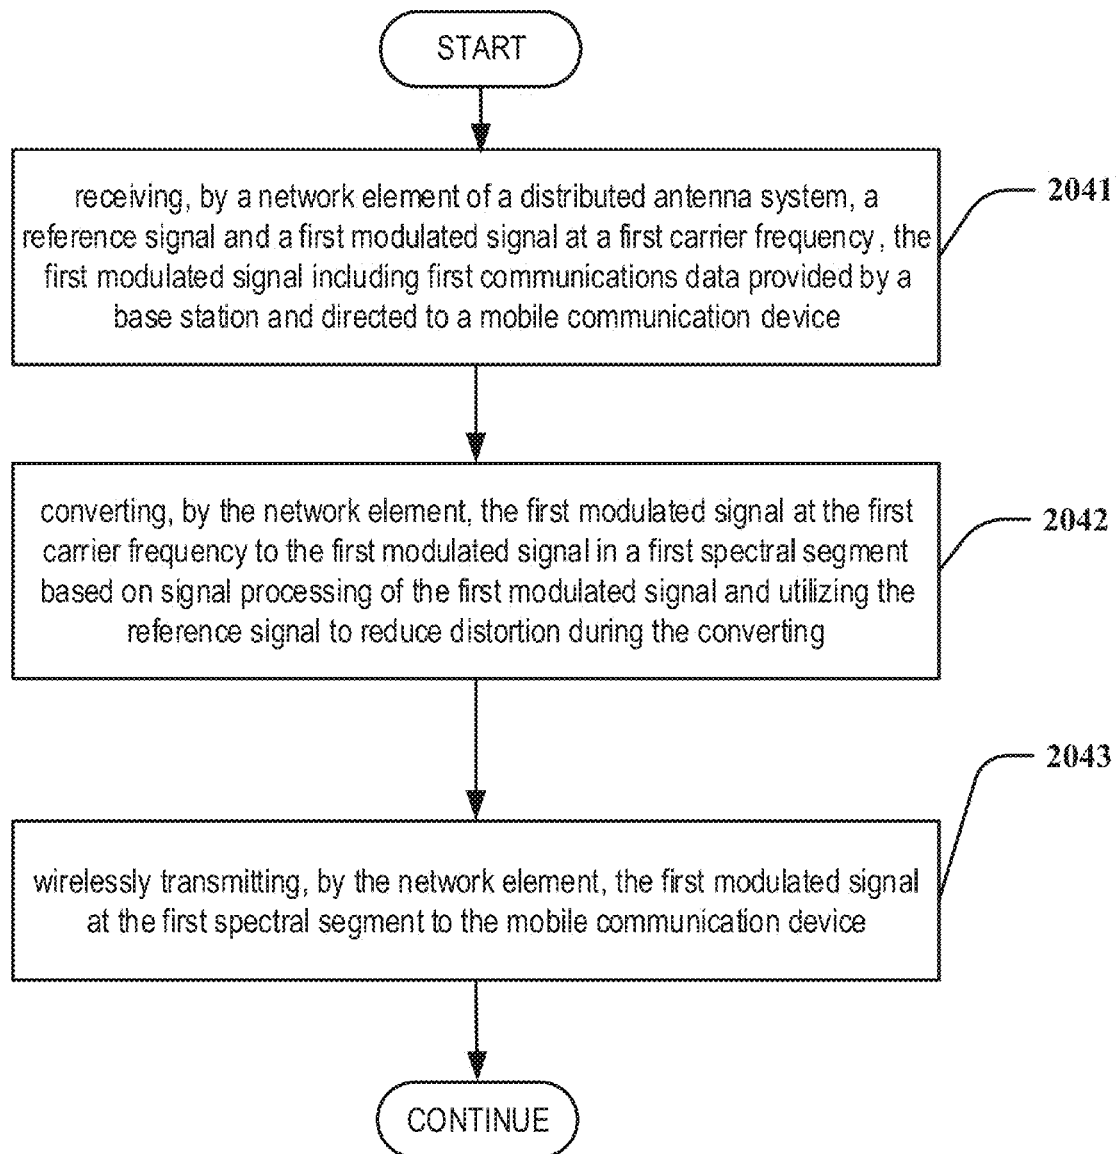 START
receiving, by a network element of a distributed antenna system, a
reference signal and a first modulated signal at a first carrier frequency, the
first modulated signal including first communications data provided by a
base station and directed to a mobile communication device
2041
converting, by the network element, the first modulated signal at the first
carrier frequency to the first modulated signal in a first spectral segment
based on signal processing of the first modulated signal and utilizing the
reference signal to reduce distortion during the converting
2042
wirelessly transmitting, by the network element, the first modulated signal
at the first spectral segment to the mobile communication device
2043
CONTINUE